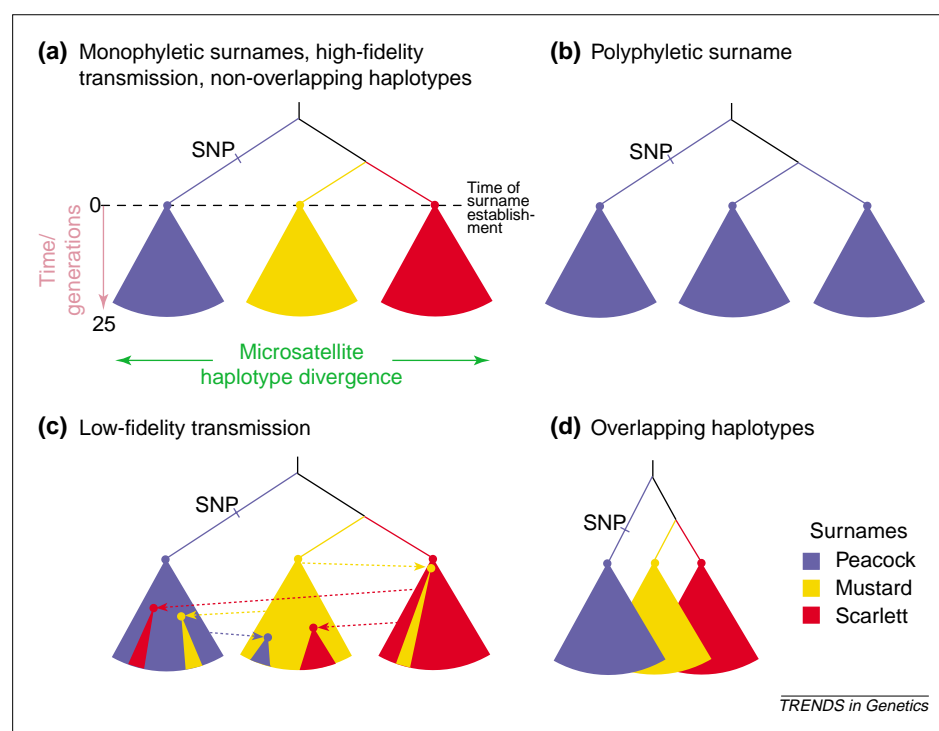 (a) Monophyletic surnames, high-fidelity
transmission, non-overlapping haplotypes
SNP
0
Time of
surname
establish-
ment
Time/
generations
25
Microsatellite
haplotype divergence
(b) Polyphyletic surname
SNP
(c) Low-fidelity transmission
SNP
(d) Overlapping haplotypes
SNP
Surnames
Peacock
Mustard
Scarlett
TRENDS in Genetics